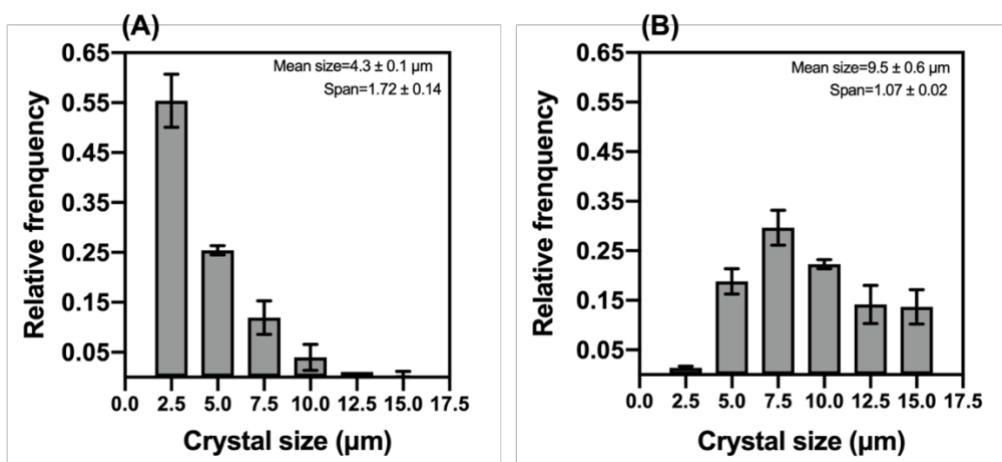 (A)
Mean size=4.3 ± 0.1 µm
Span=1.72 ± 0.14
Relative frenquency
0.65
0.55
0.45
0.35
0.25
0.15
0.05
0.0 2.5 5.0 7.5 10.0 12.5 15.0 17.5
Crystal size (µm)
(B)
Mean size=9.5 ± 0.6 µm
Span=1.07 ± 0.02
Relative frenquency
0.65
0.55
0.45
0.35
0.25
0.15
0.05
0.0 2.5 5.0 7.5 10.0 12.5 15.0 17.5
Crystal size (µm)